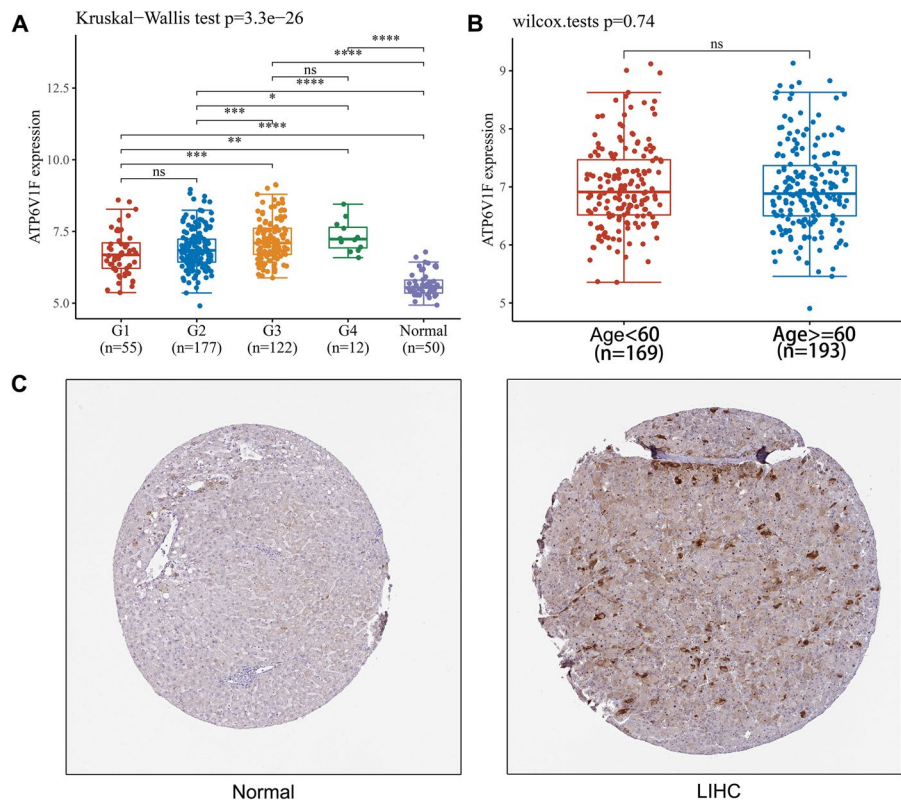 A
Kruskal−Wallis test p=3.3e−26
ATP6V1F expression
12.5
10.0
7.5
5.0
****
****
ns
****
*
***
****
**
***
ns
G1
(n=55)
G2
(n=177)
G3
(n=122)
G4
(n=12)
Normal
(n=50)
B
wilcox.tests p=0.74
ns
ATP6V1F expression
9
8
7
6
5
Age<60
(n=169)
Age>=60
(n=193)
C
Normal
LIHC